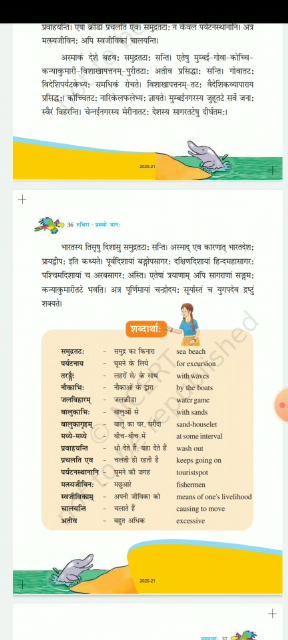 प्रवाहयन्ति। एषा क्रीडा प्रचलति एव। समुद्रतटाः न केवलं पर्यटनस्थानानि। अत्र
मत्स्यजीविनः अपि स्वजीविकां चालयन्ति।
अस्माकं देशे बहवः समुद्रतटाः सन्ति। एतेषु मुम्बई-गोवा-कोच्चि-
कन्याकुमारी-विशाखापत्तनम्-पुरीतटाः अतीव प्रसिद्धाः सन्ति। गोवातटः
विदेशिपर्यटकेभ्यः समधिकं रोचते। विशाखापत्तनम्-तटः वैदेशिकव्यापाराय
प्रसिद्धः। कोच्चितटः नारिकेलफलेभ्यः ज्ञायते। मुम्बईनगरस्य जुहूतटे सर्वे जनाः
स्वैरं विहरन्ति। चेन्नईनगरस्य मेरीनातटः देशस्य सागरतटेषु दीर्घतमः।
2020-21
36 रुचिरा - प्रथमो भागः
भारतस्य तिसृषु दिशासु समुद्रतटाः सन्ति। अस्माद् एव कारणात् भारतदेशः
प्रायद्वीपः इति कथ्यते। पूर्वदिशायां बङ्गोपसागरः दक्षिणदिशायां हिन्दमहासागरः
पश्चिमदिशायां च अरबसागरः अस्ति। एतेषां त्रयाणाम् अपि सागराणां सङ्गमः
कन्याकुमारीतटे भवति। अत्र पूर्णिमायां चन्द्रोदयः सूर्यास्तं च युगपदेव द्रष्टुं
शक्यते।
शब्दार्थाः
समुद्रतटः - समुद्र का किनारा sea beach
पर्यटनाय - घूमने के लिये for excursion
तरङ्गैः - लहरों से/ के साथ with waves
नौकाभिः - नौकाओं के द्वारा by the boats
जलविहारम् - जलक्रीडा water game
बालुकाभिः - बालुओं से with sands
बालुकागृहम् - बालू का घर, घरौंदा sand-houselet
मध्ये-मध्ये - बीच-बीच में at some interval
प्रवाहयन्ति - धो देते हैं, बहा देते हैं wash out
प्रचलति एव - चलती ही रहती है keeps going on
पर्यटनस्थानानि - घूमने की जगह touristspot
मत्स्यजीविनः - मछुआरे fishermen
स्वजीविकाम् - अपनी जीविका को means of one's livelihood
चालयन्ति - चलाते हैं causing to move
अतीव - बहुत अधिक excessive
2020-21
37